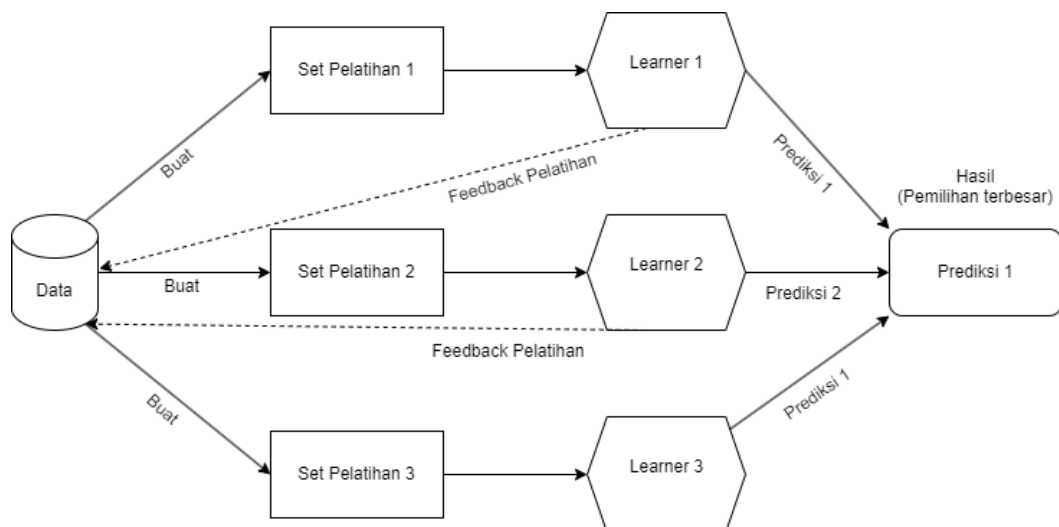 Set Pelatihan 1
Learner 1
Buat
Feedback Pelatihan
Prediksi 1
Hasil
(Pemilihan terbesar)
Data
Buat
Set Pelatihan 2
Learner 2
Prediksi 2
Prediksi 1
Feedback Pelatihan
Buat
Prediksi 1
Set Pelatihan 3
Learner 3